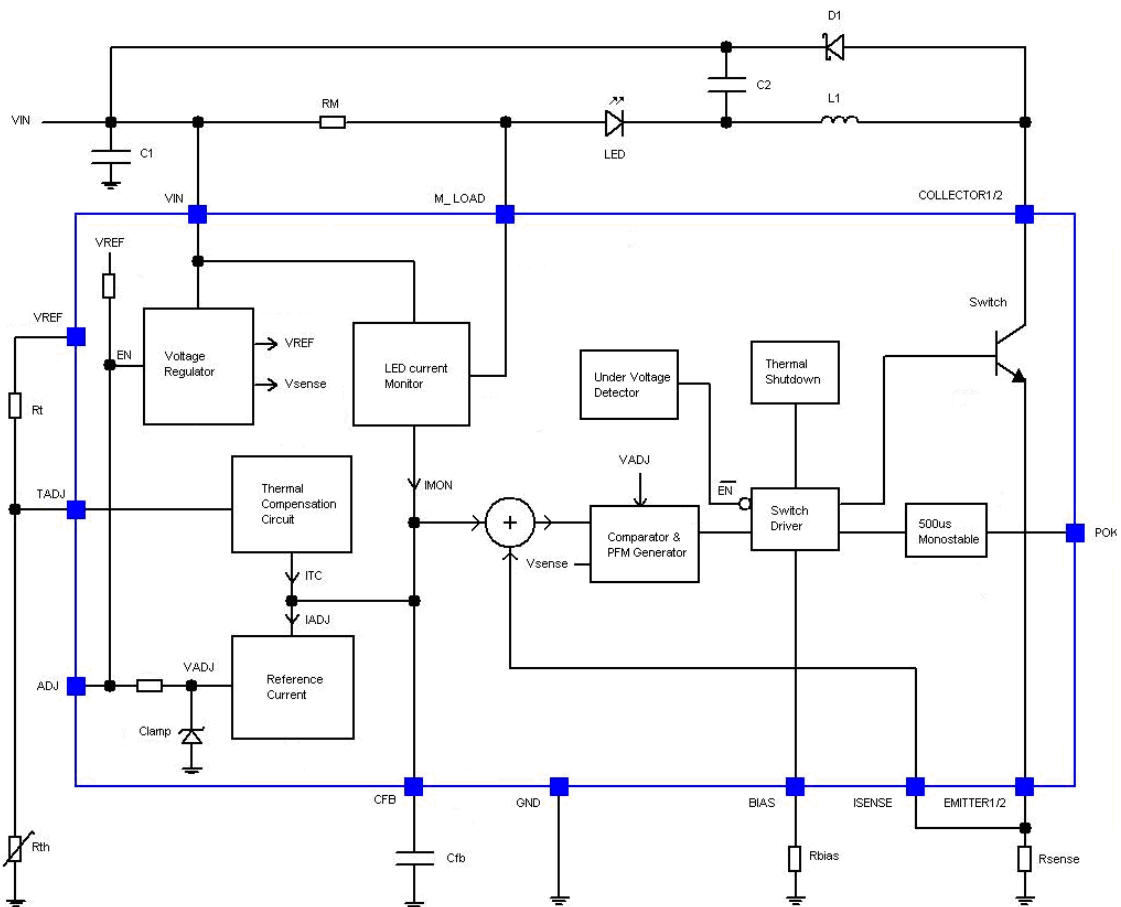 D1
C2
L1
RM
VIN
LED
C1
VIN
M_LOAD
COLLECTOR1/2
VREF
Switch
VREF
EN
Voltage
Regulator
VREF
Vsense
LED current
Monitor
Under Voltage
Detector
Thermal
Shutdown
Rt
TADJ
Thermal
Compensation
Circuit
IMON
VADJ
EN
+
Comparator &
PFM Generator
Switch
Driver
500us
Monostable
POK
Vsense
ITC
IADJ
ADJ
VADJ
Reference
Current
Clamp
CFB
GND
BIAS
ISENSE
EMITTER1/2
Rth
Cfb
Rbias
Rsense